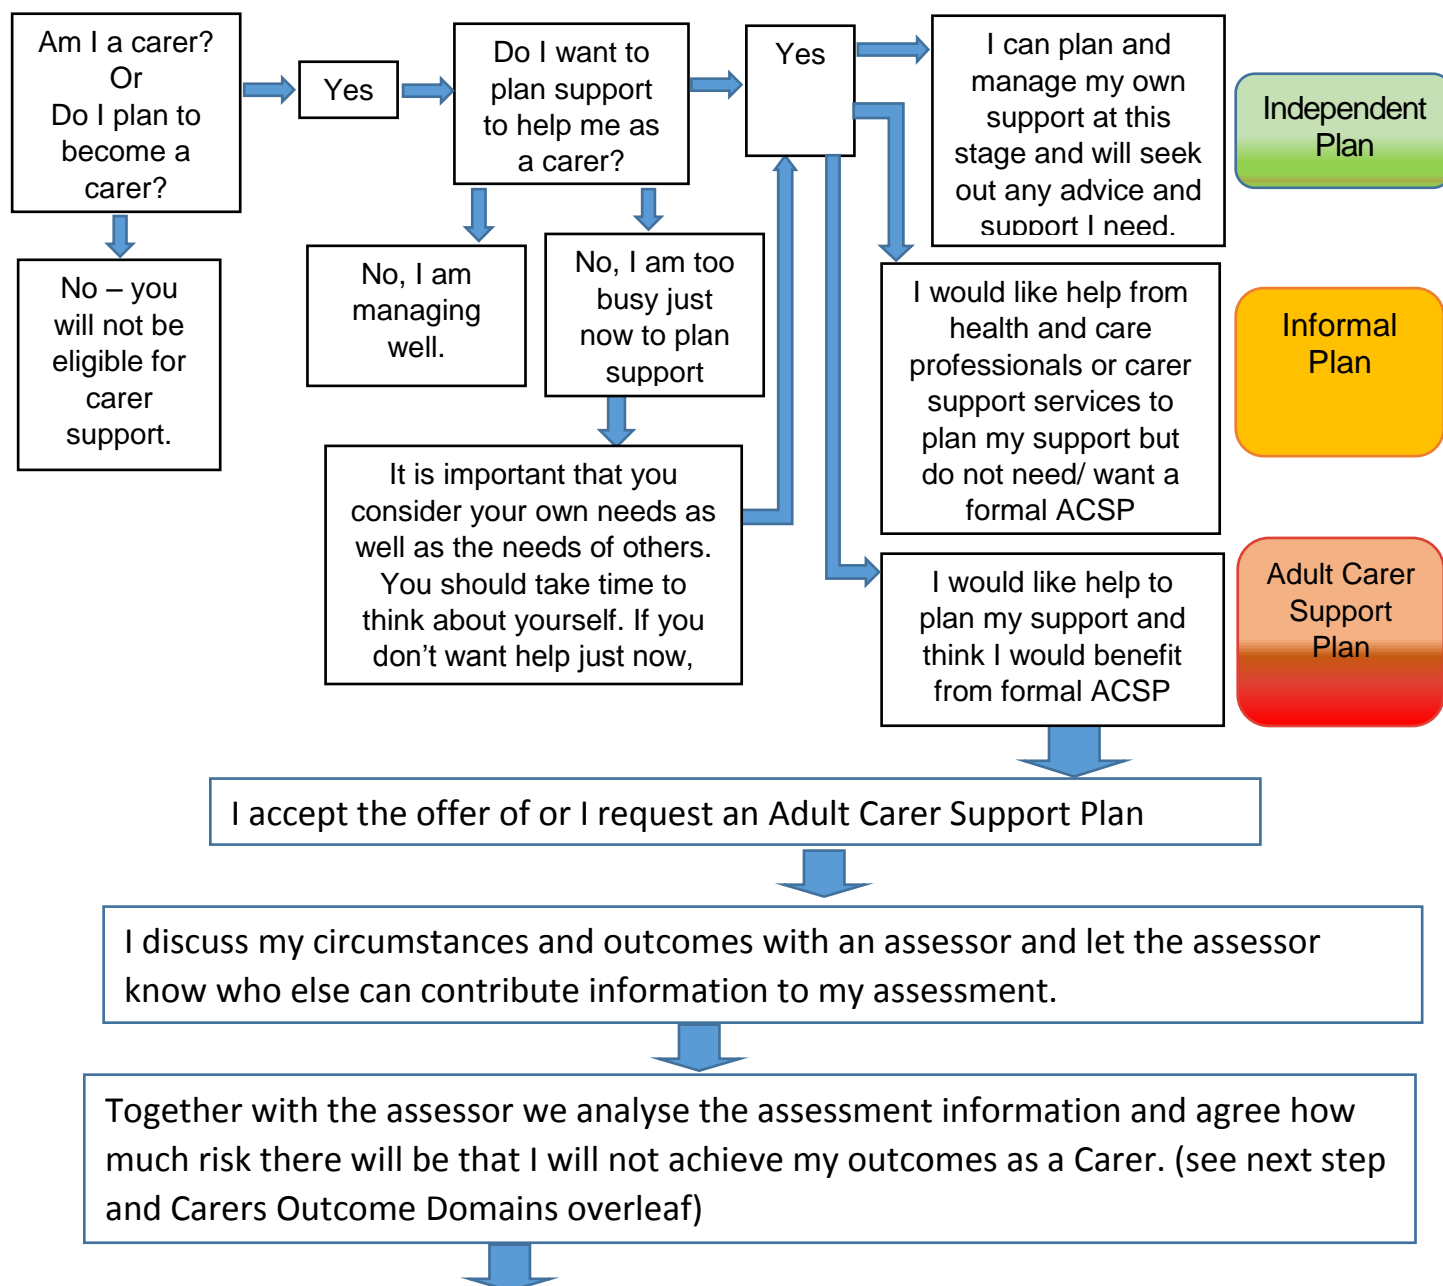 Am I a carer?
Or
Do I plan to
become a
carer?
Yes
Do I want to
plan support
to help me as
a carer?
Yes
I can plan and
manage my own
support at this
stage and will seek
out any advice and
support I need.
Independent
Plan
No – you
will not be
eligible for
carer
support.
No, I am
managing
well.
No, I am too
busy just
now to plan
support
I would like help from
health and care
professionals or carer
support services to
plan my support but
do not need/ want a
formal ACSP
Informal
Plan
It is important that you
consider your own needs as
well as the needs of others.
You should take time to
think about yourself. If you
don’t want help just now,
I would like help to
plan my support and
think I would benefit
from formal ACSP
Adult Carer
Support
Plan
I accept the offer of or I request an Adult Carer Support Plan
I discuss my circumstances and outcomes with an assessor and let the assessor
know who else can contribute information to my assessment.
Together with the assessor we analyse the assessment information and agree how
much risk there will be that I will not achieve my outcomes as a Carer. (see next step
and Carers Outcome Domains overleaf)